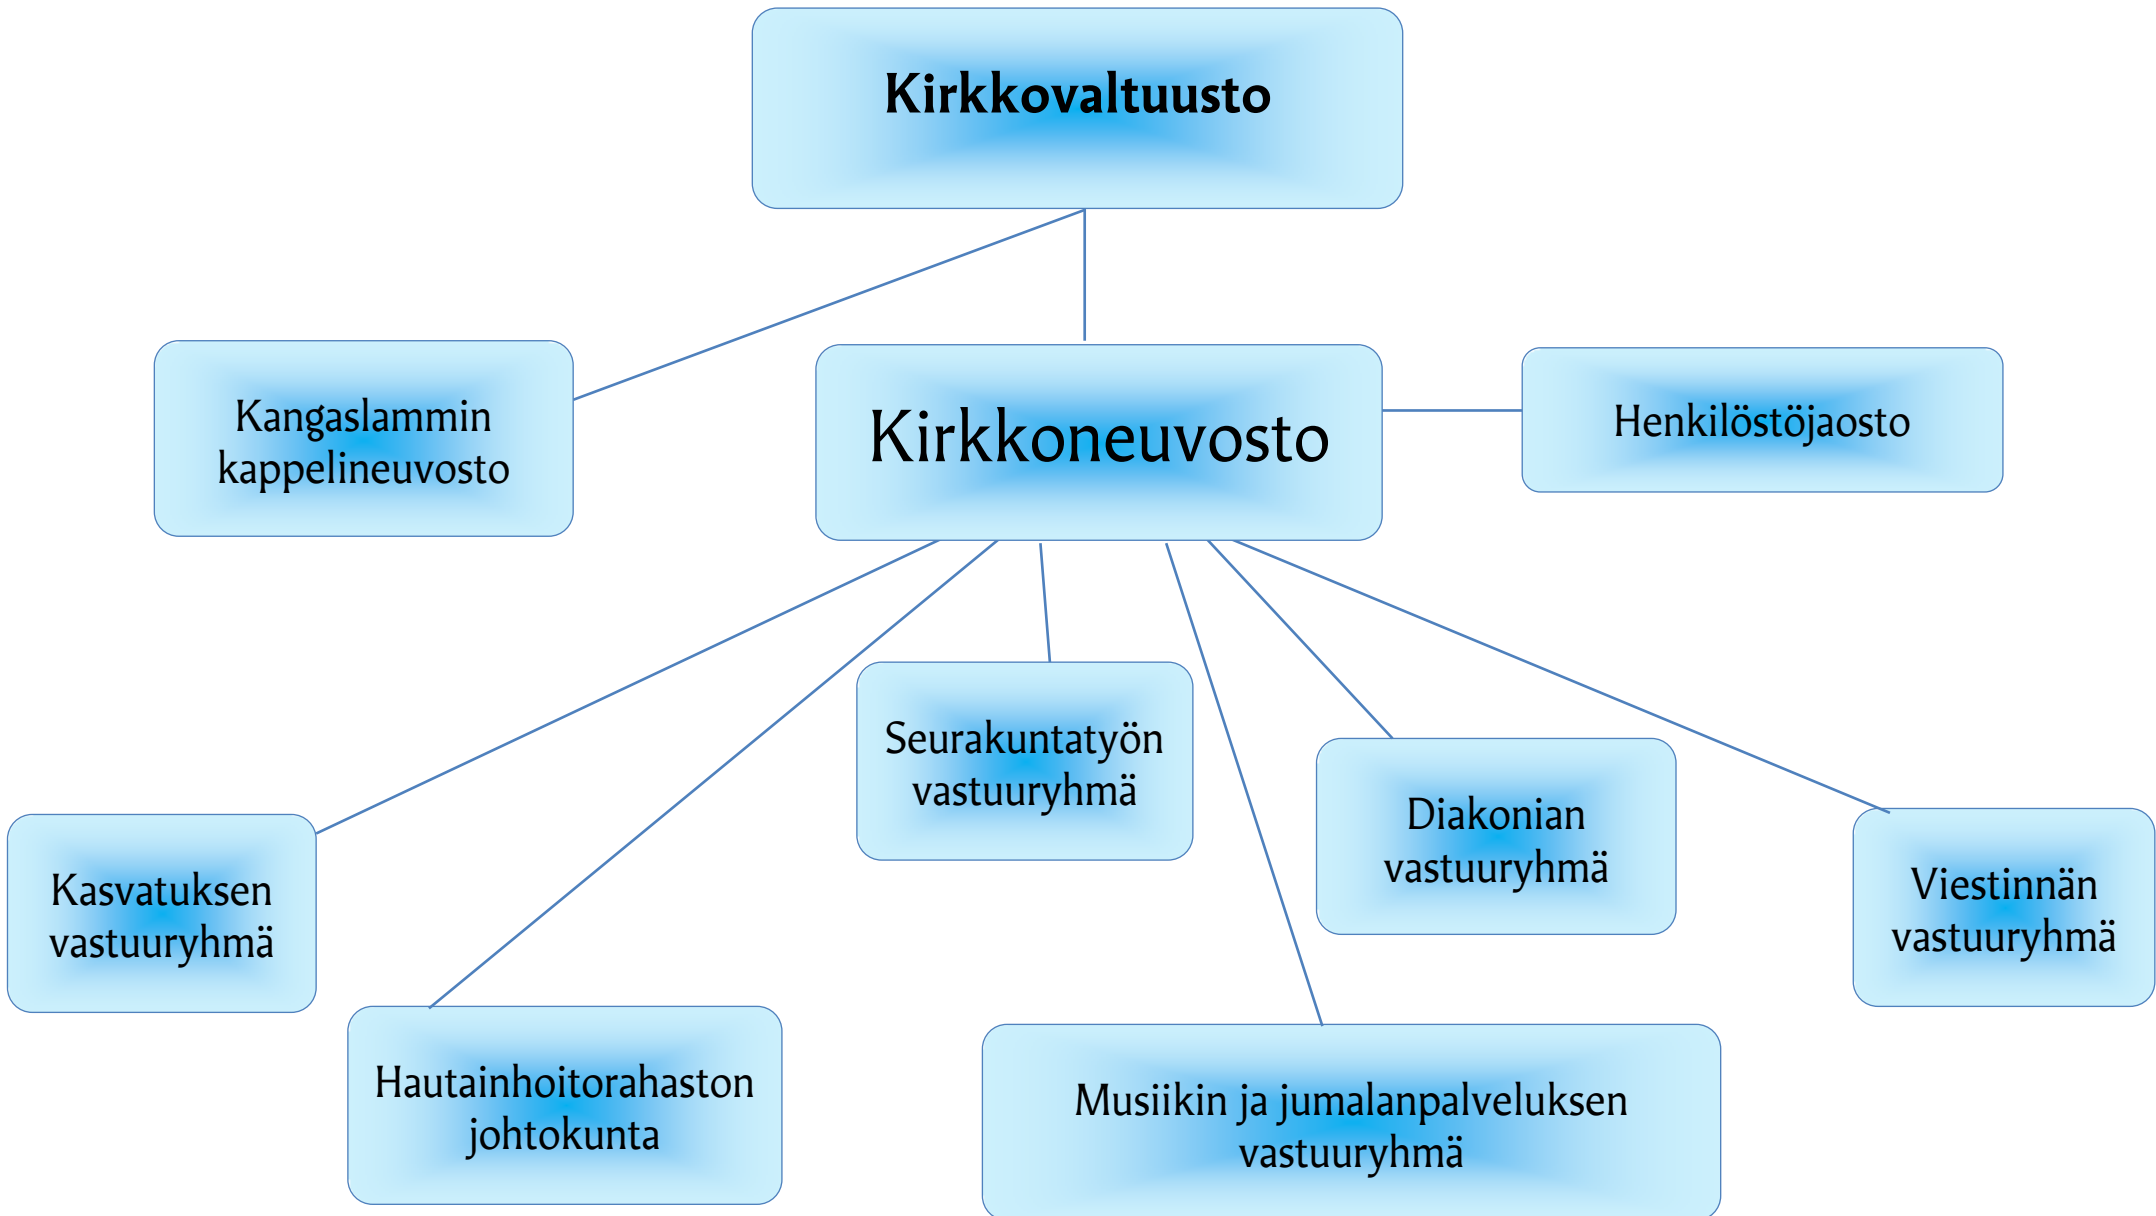 Kirkkovaltuusto
Kangaslammin
kappelineuvosto
Kirkkoneuvosto
Henkilöstöjaosto
Seurakuntatyön
vastuuryhmä
Diakonian
vastuuryhmä
Kasvatuksen
vastuuryhmä
Viestinnän
vastuuryhmä
Hautainhoitorahaston
johtokunta
Musiikin ja jumalanpalveluksen
vastuuryhmä